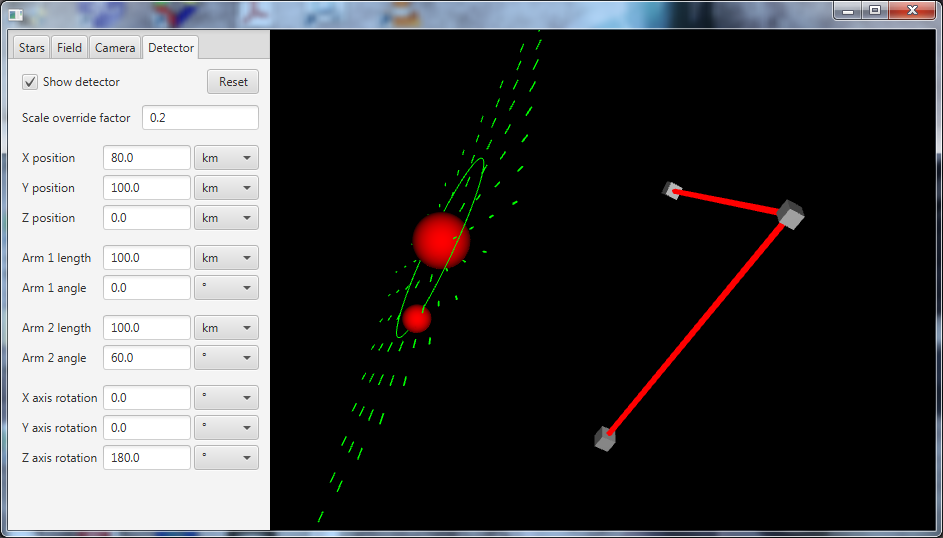 Stars Field Camera Detector
Show detector Reset
Scale override factor 0.2
X position 80.0 km
Y position 100.0 km
Z position 0.0 km
Arm 1 length 100.0 km
Arm 1 angle 0.0 °
Arm 2 length 100.0 km
Arm 2 angle 60.0 °
X axis rotation 0.0 °
Y axis rotation 0.0 °
Z axis rotation 180.0 °